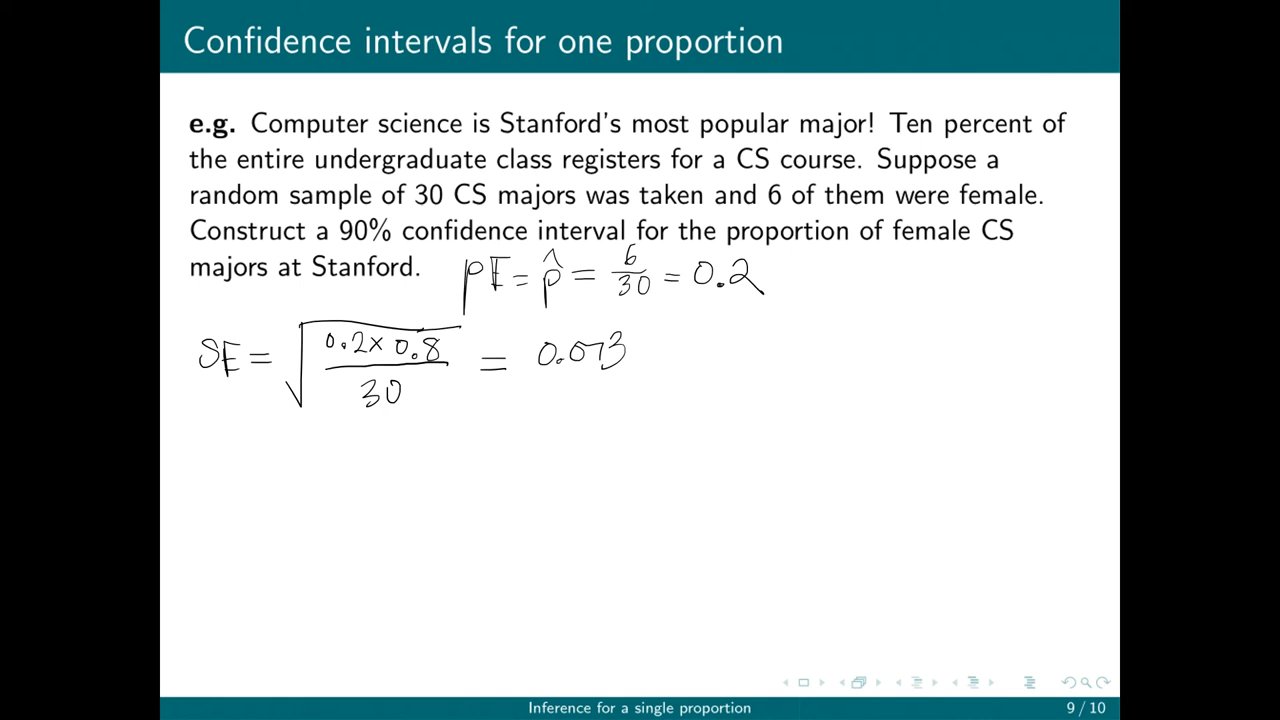 Confidence intervals for one proportion
e.g. Computer science is Stanford's most popular major! Ten percent of
the entire undergraduate class registers for a CS course. Suppose a
random sample of 30 CS majors was taken and 6 of them were female.
Construct a 90% confidence interval for the proportion of female CS
majors at Stanford. PE = p̂ = 6/30 = 0.2
SE = √(0.2 × 0.8 / 30) = 0.073
Inference for a single proportion 9 / 10